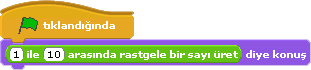 tıklandığında
1 ile 10 arasında rastgele bir sayı üret diye konuş